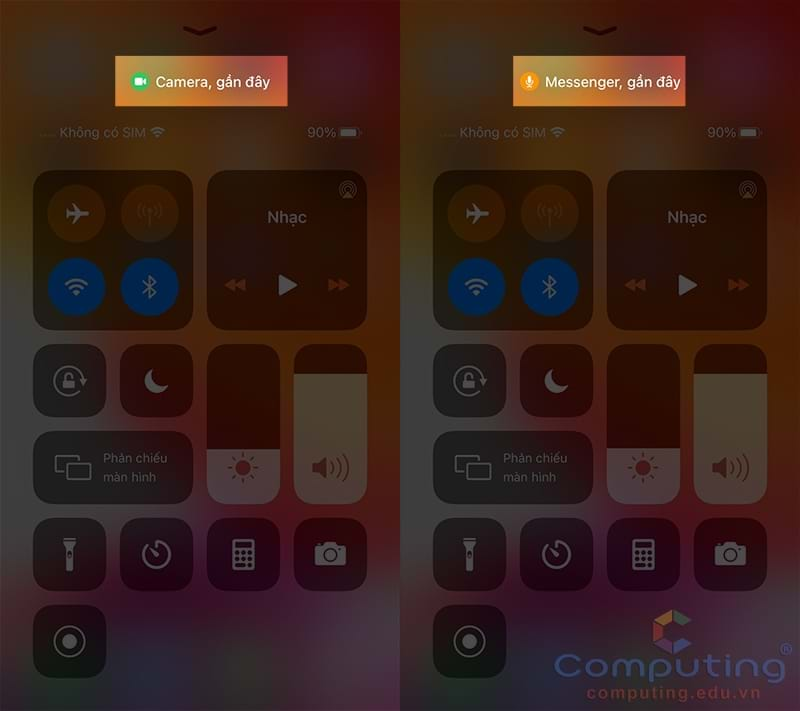 Camera, gần đây
Không có SIM
90%
Nhạc
Phản chiếu
màn hình
Messenger, gần đây
Không có SIM
90%
Nhạc
Phản chiếu
màn hình
Computing®
computing.edu.vn